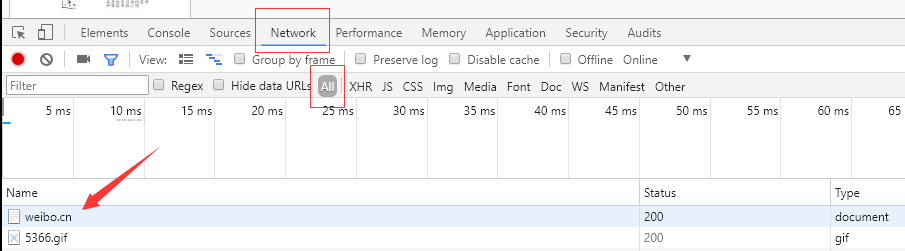 Elements Console Sources Network Performance Memory Application Security Audits
View: Group by frame Preserve log Disable cache Offline Online
Filter Regex Hide data URLs All XHR JS CSS Img Media Font Doc WS Manifest Other
5 ms 10 ms 15 ms 20 ms 25 ms 30 ms 35 ms 40 ms 45 ms 50 ms 55 ms 60 ms 65
Name Status Type
weibo.cn 200 document
5366.gif 200 gif